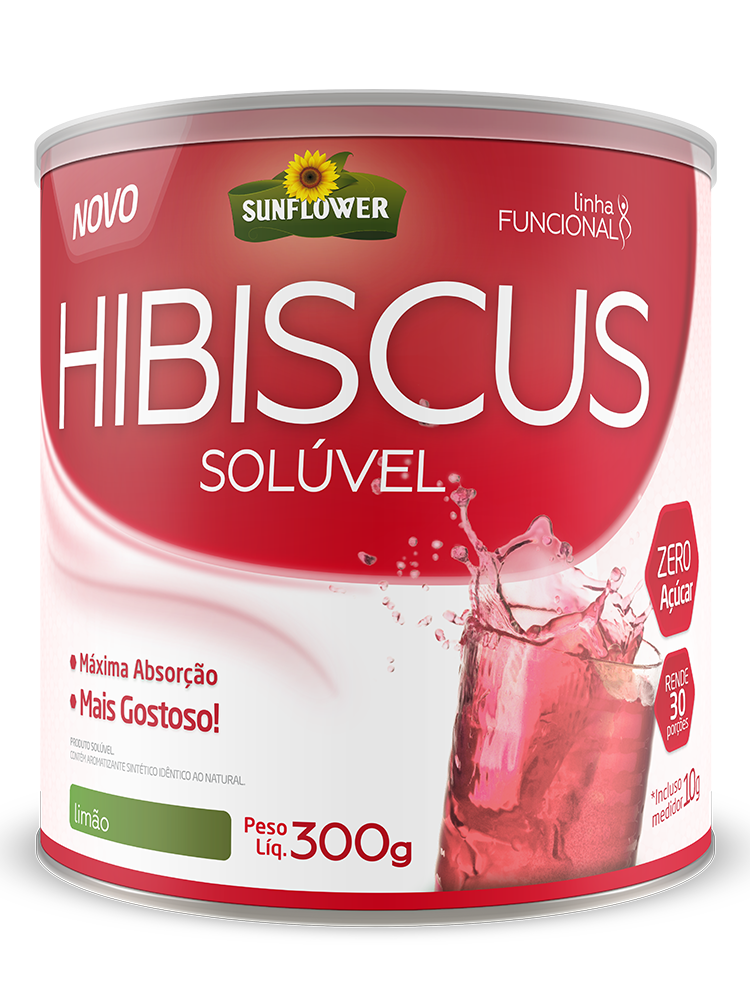 NOVO
SUNFLOWER
linha
FUNCIONAL
HIBISCUS
SOLÚVEL
ZERO
Açúcar
• Máxima Absorção
• Mais Gostoso!
RENDE
30
porções
PRODUTO SOLÚVEL.
CONTÉM AROMATIZANTE SINTÉTICO IDÊNTICO AO NATURAL.
*Incluso
medidor 10g
limão
Peso
Líq. 300g